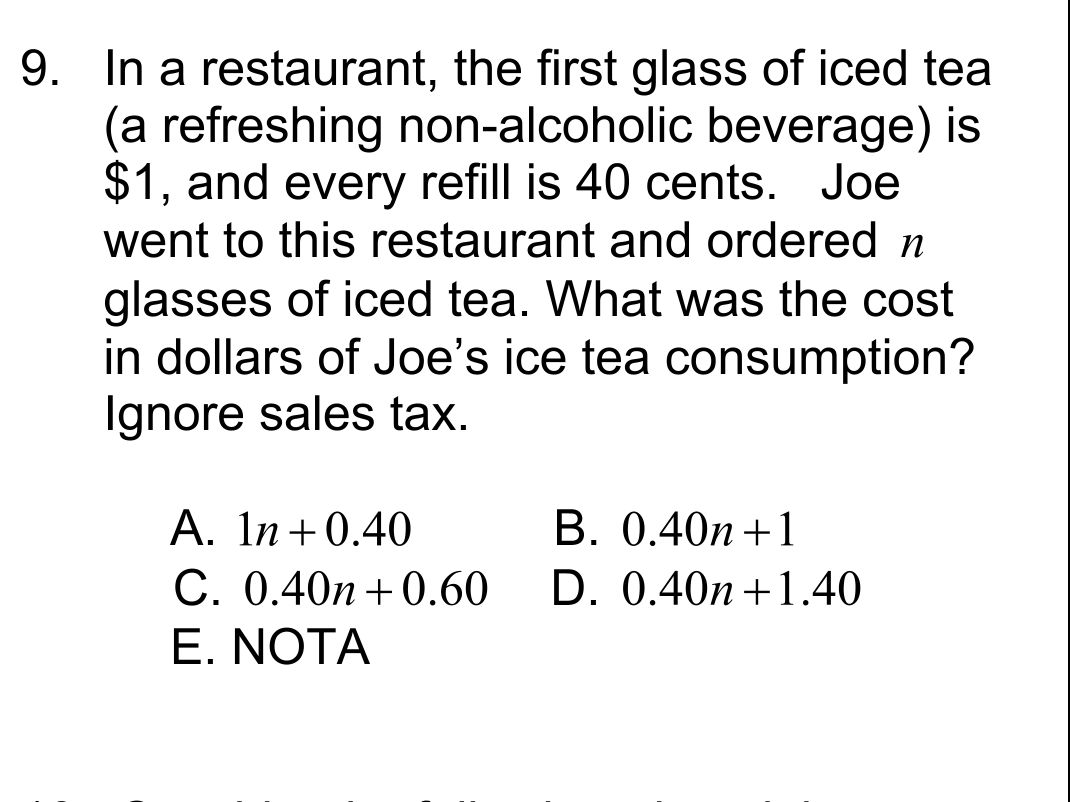 9. In a restaurant, the first glass of iced tea
(a refreshing non-alcoholic beverage) is
$1, and every refill is 40 cents. Joe
went to this restaurant and ordered n
glasses of iced tea. What was the cost
in dollars of Joe’s ice tea consumption?
Ignore sales tax.
A. 1n + 0.40 B. 0.40n + 1
C. 0.40n + 0.60 D. 0.40n + 1.40
E. NOTA